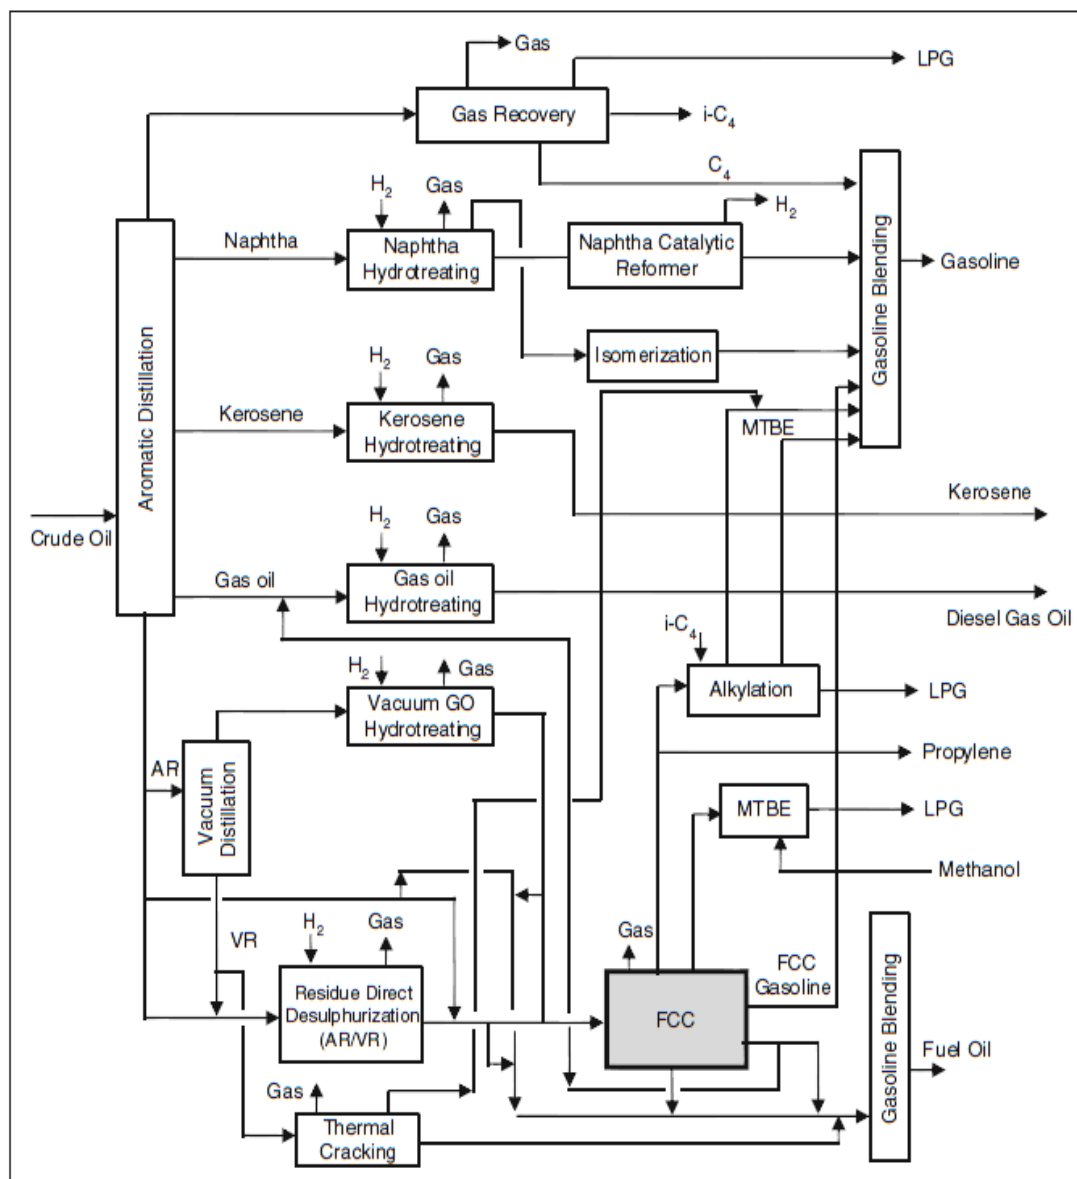 Gas
LPG
Gas Recovery
i-C4
C4
H2
Gas
H2
Naphtha
Naphtha
Hydrotreating
Naphtha Catalytic
Reformer
Gasoline Blending
Gasoline
Aromatic Distillation
Isomerization
H2
Gas
Kerosene
Kerosene
Hydrotreating
MTBE
Kerosene
Crude Oil
H2
Gas
Gas oil
Gas oil
Hydrotreating
Diesel Gas Oil
i-C4
H2
Gas
Vacuum GO
Hydrotreating
Alkylation
LPG
Propylene
AR
Vacuum
Distillation
MTBE
LPG
Methanol
VR
H2
Gas
Gas
FCC
Gasoline
Residue Direct
Desulphurization
(AR/VR)
FCC
Gasoline Blending
Fuel Oil
Gas
Thermal
Cracking